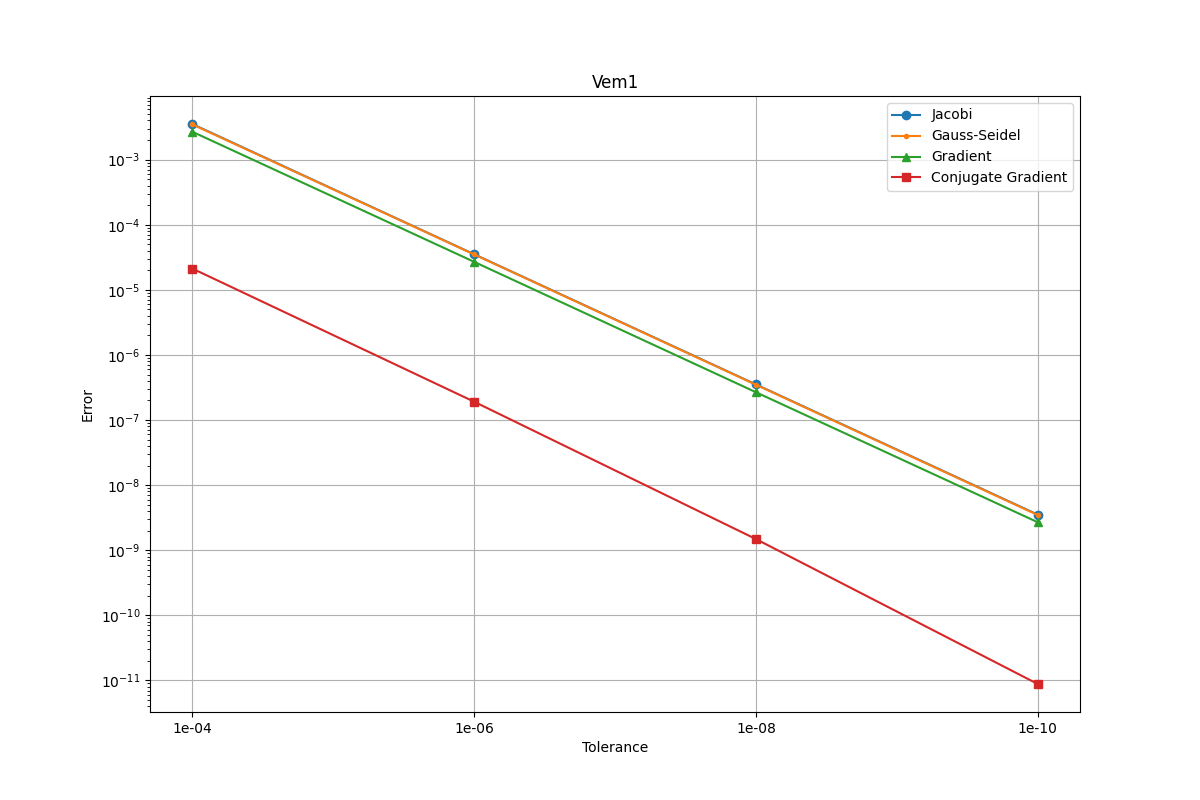 Vem1
Jacobi
Gauss-Seidel
Gradient
Conjugate Gradient
Error
10⁻³
10⁻⁴
10⁻⁵
10⁻⁶
10⁻⁷
10⁻⁸
10⁻⁹
10⁻¹⁰
10⁻¹¹
1e-04 1e-06 1e-08 1e-10
Tolerance